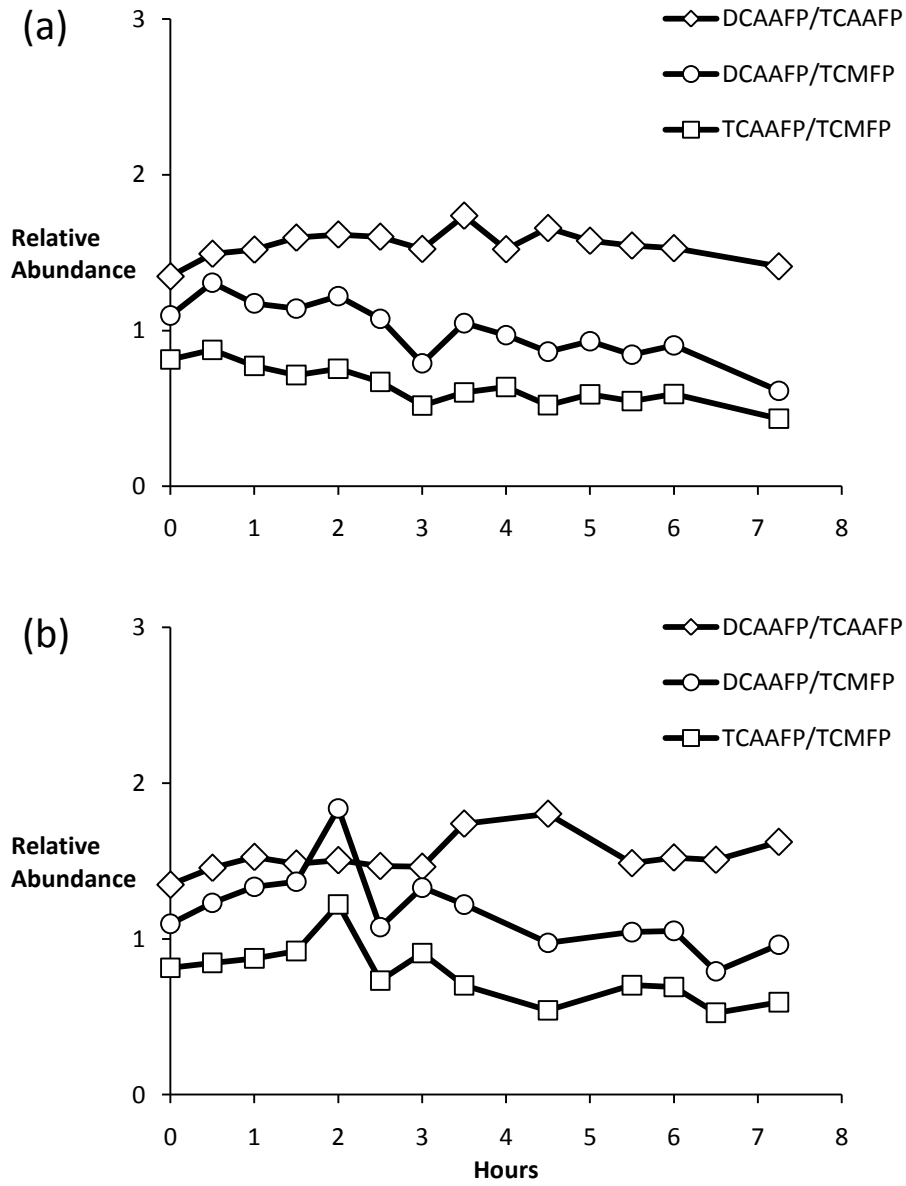 (a)
3
DCAAFP/TCAAFP
DCAAFP/TCMFP
TCAAFP/TCMFP
2
Relative
Abundance
1
0
0 1 2 3 4 5 6 7 8
(b)
3
DCAAFP/TCAAFP
DCAAFP/TCMFP
TCAAFP/TCMFP
2
Relative
Abundance
1
0
0 1 2 3 4 5 6 7 8
Hours